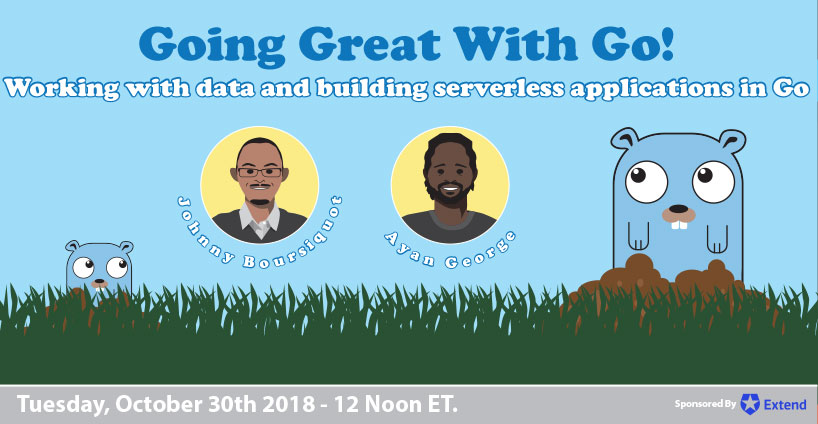 Going Great With Go!
Working with data and building serverless applications in Go
Johnny Boursiquot
Ayan George
Tuesday, October 30th 2018 - 12 Noon ET.
Sponsored By Extend